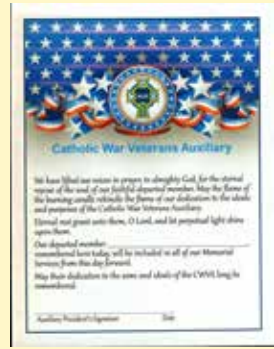 Catholic War Veterans Auxiliary
We have lifted our voices in prayer to almighty God, for the eternal
repose of the soul of our faithful departed member. May the flame of
the burning candle rekindle the flame of our dedication to the ideals
and purposes of the Catholic War Veterans Auxiliary.
Eternal rest grant unto them, O Lord, and let perpetual light shine
upon them.
Our departed member
remembered here today, will be included in all of our Memorial
Services from this day forward.
May their dedication to the aims and ideals of the CWVA long be
remembered.
Auxiliary President's Signature Date